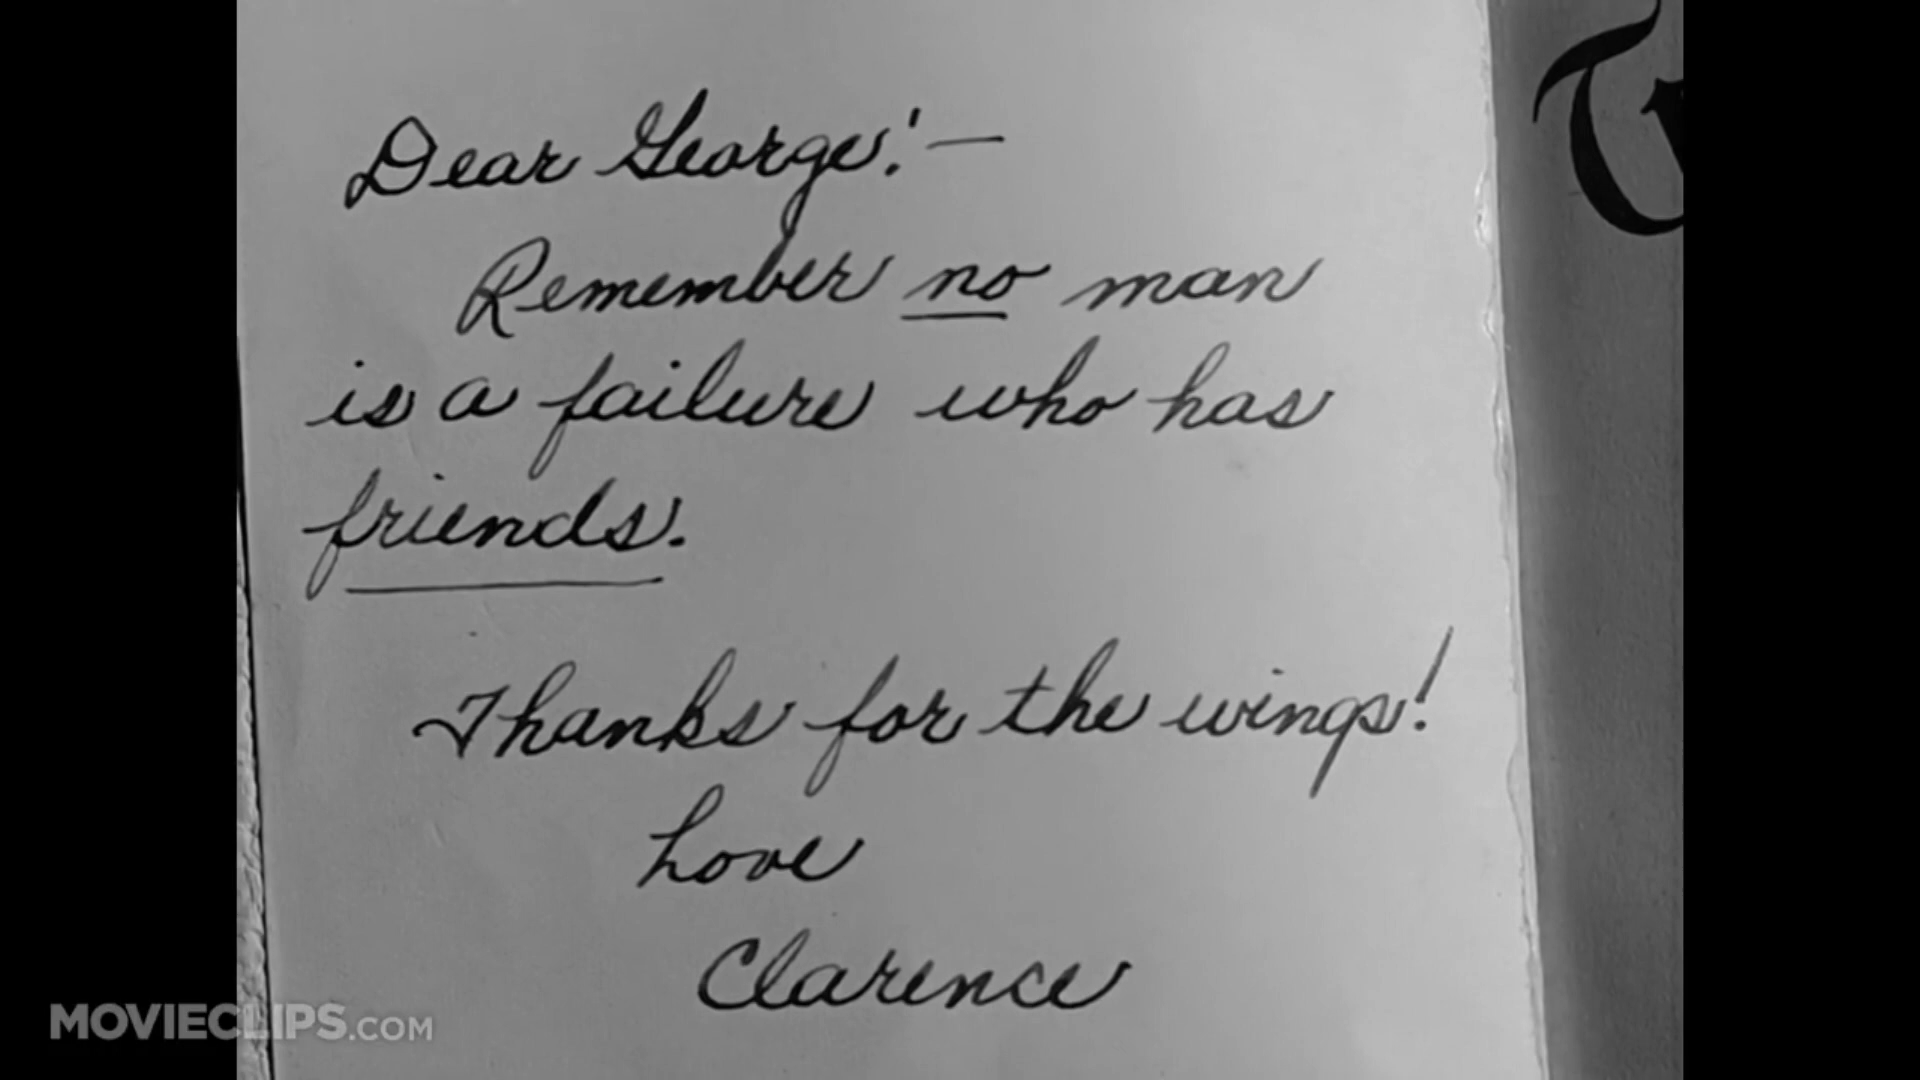 Dear George:—
Remember no man
is a failure who has
friends.
Thanks for the wings!
Love
Clarence
MOVIECLIPS.COM